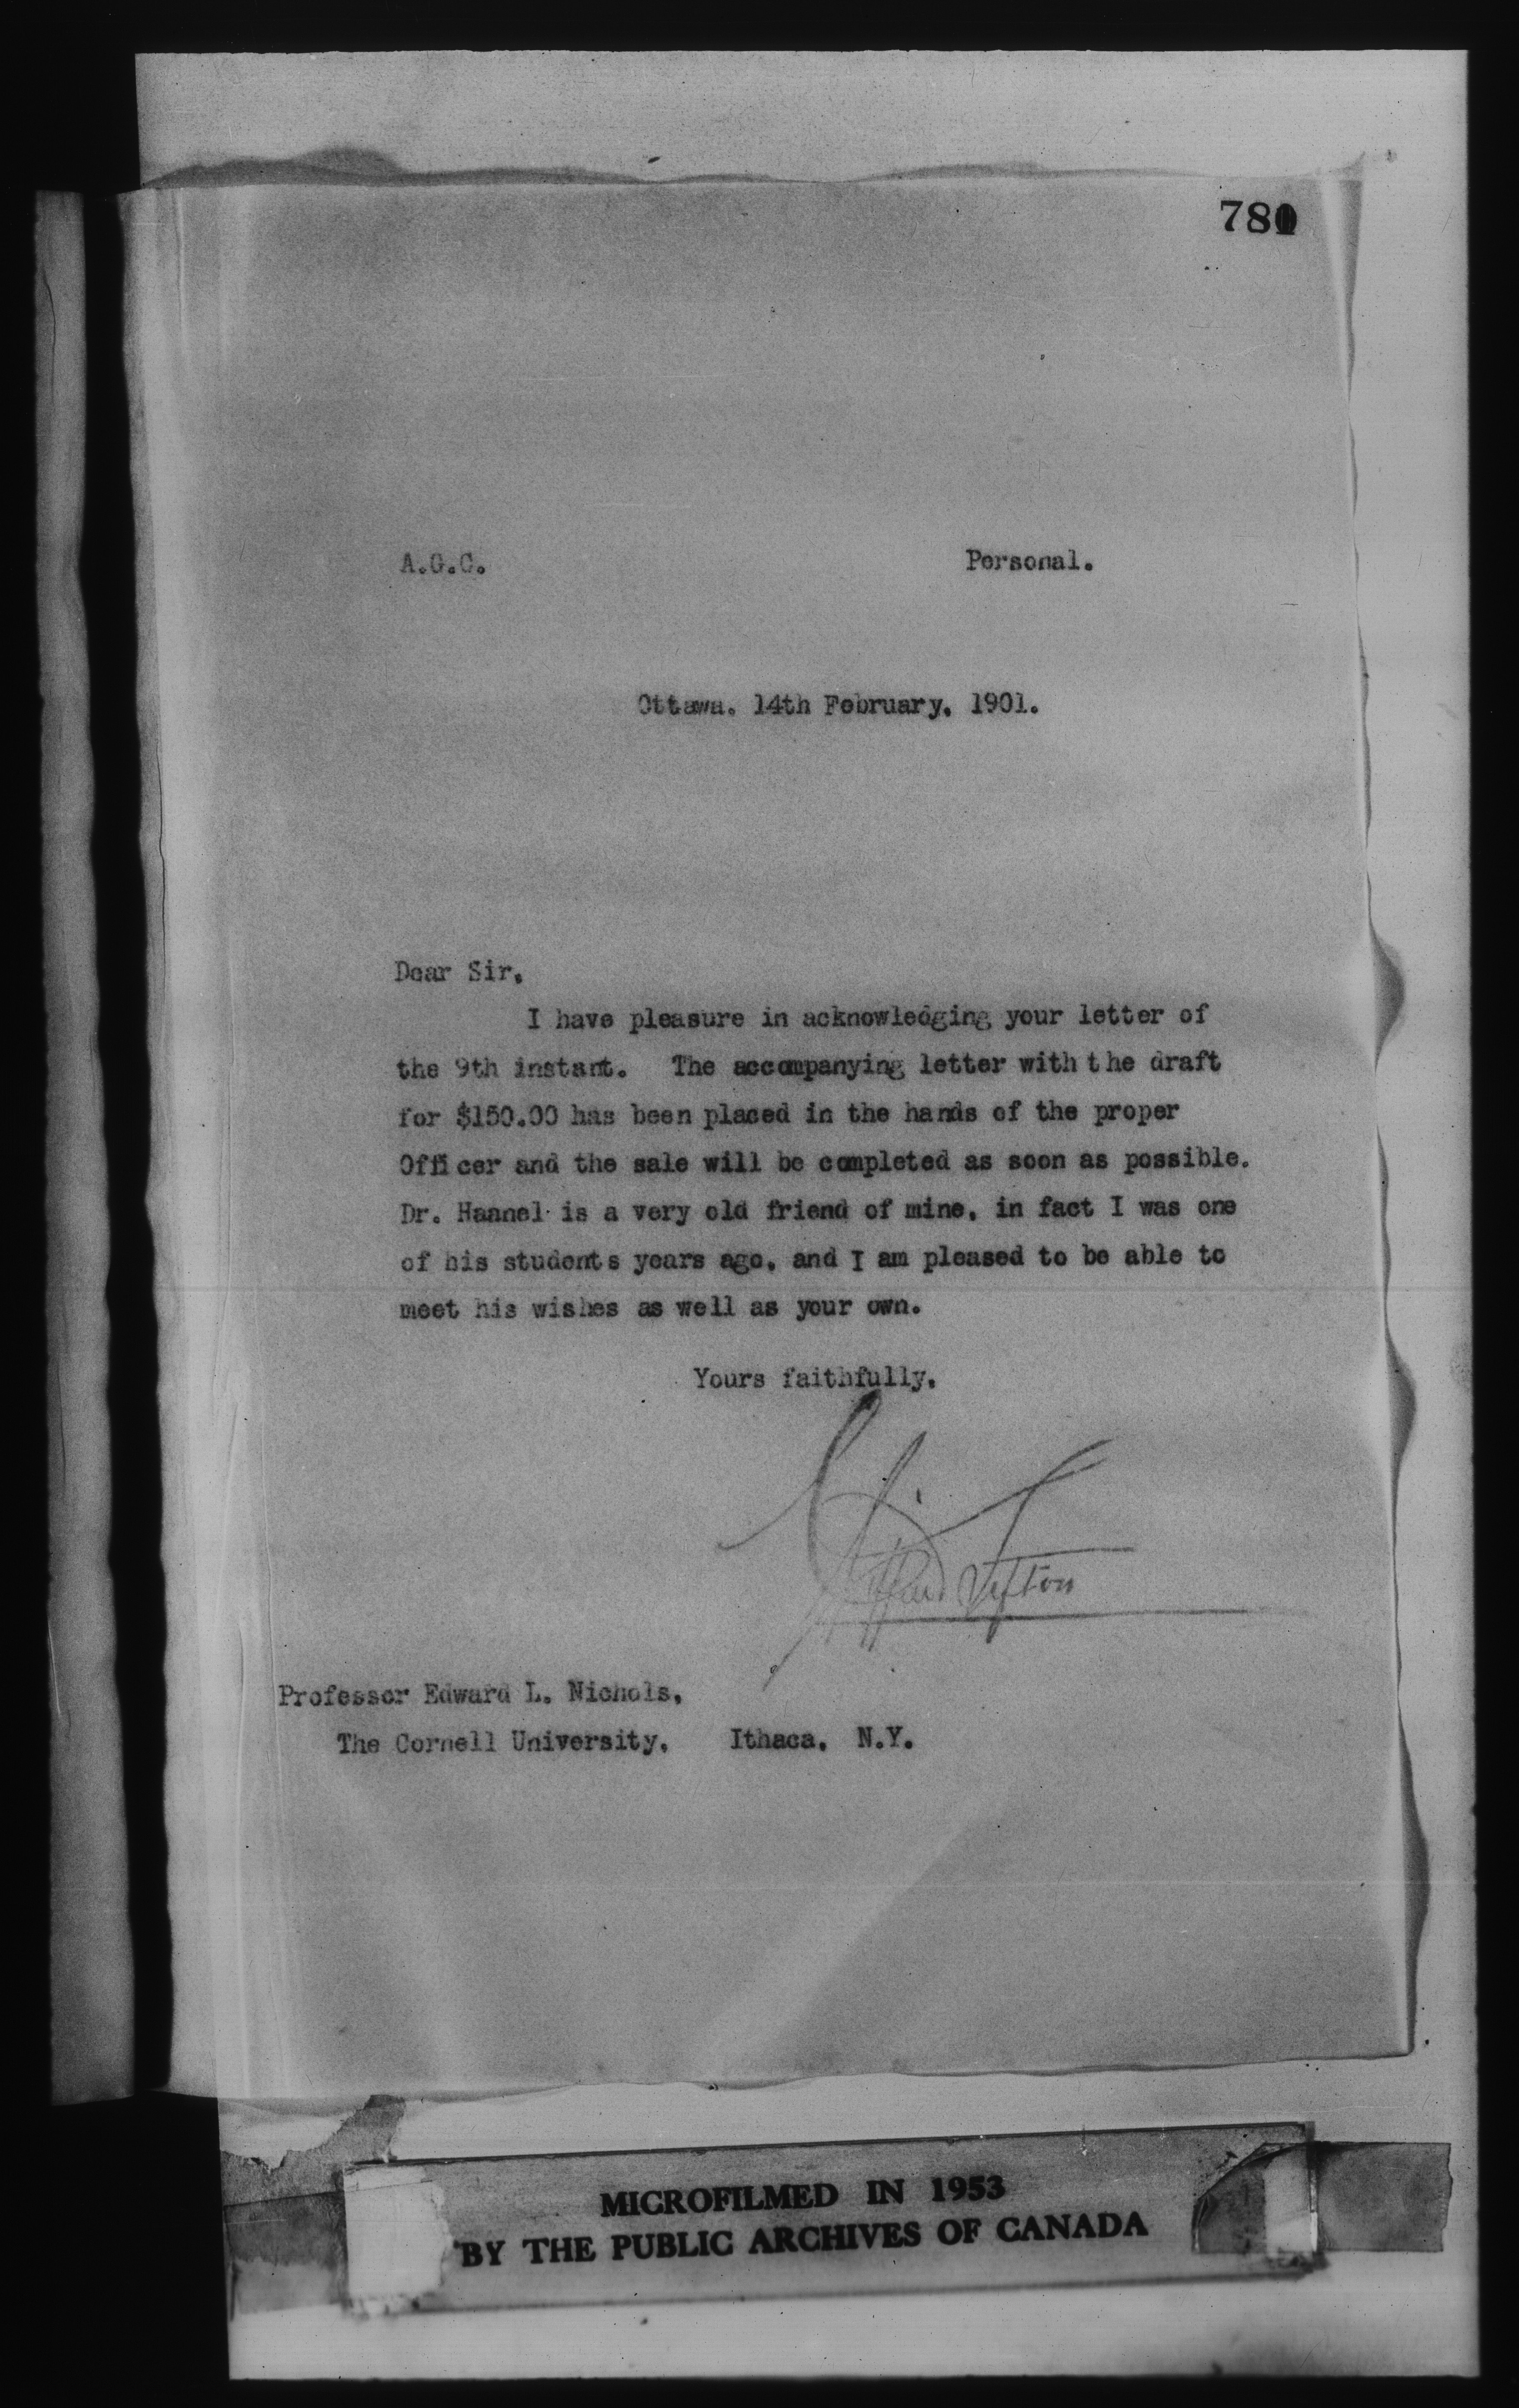 780
A.G.C.
Personal.
Ottawa. 14th February, 1901.
Dear Sir,
I have pleasure in acknowledging your letter of
the 9th instant. The accompanying letter with the draft
for $150.00 has been placed in the hands of the proper
Officer and the sale will be completed as soon as possible.
Dr. Haanel is a very old friend of mine, in fact I was one
of his students years ago, and I am pleased to be able to
meet his wishes as well as your own.
Yours faithfully,
Clifford Sifton
Professor Edward L. Nichols,
The Cornell University, Ithaca, N.Y.
MICROFILMED IN 1953
BY THE PUBLIC ARCHIVES OF CANADA